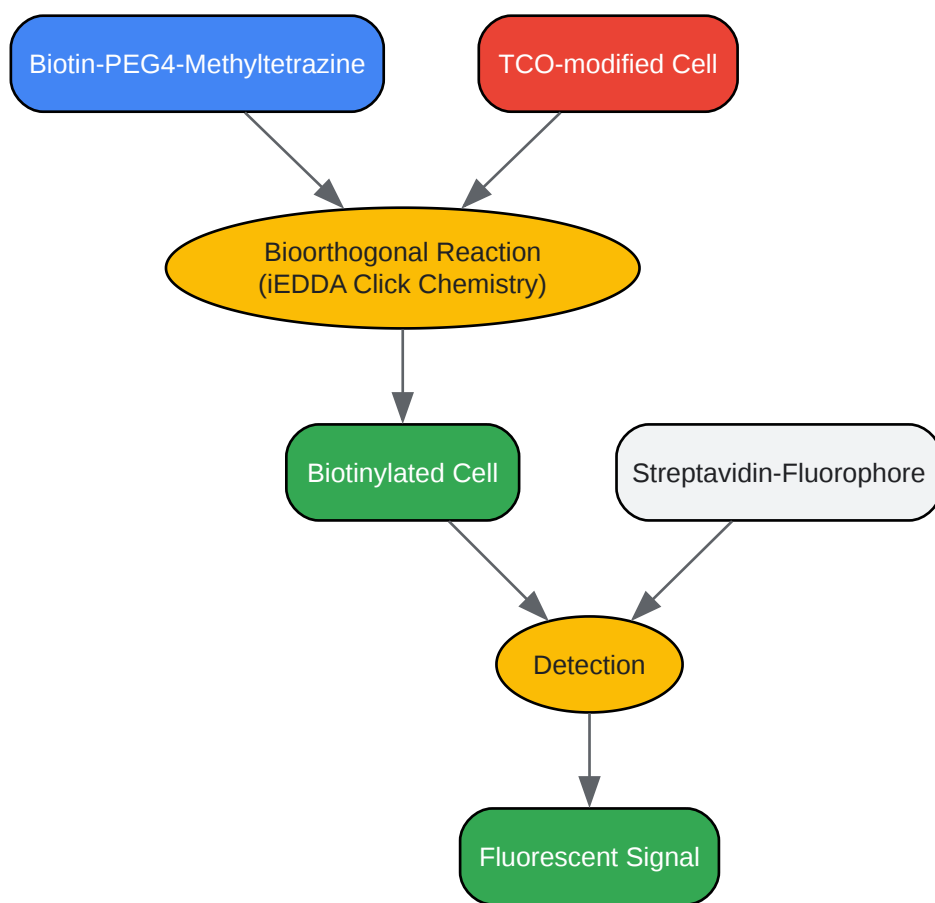 Biotin-PEG4-Methyltetrazine
TCO-modified Cell
Bioorthogonal Reaction
(iEDDA Click Chemistry)
Biotinylated Cell
Streptavidin-Fluorophore
Detection
Fluorescent Signal